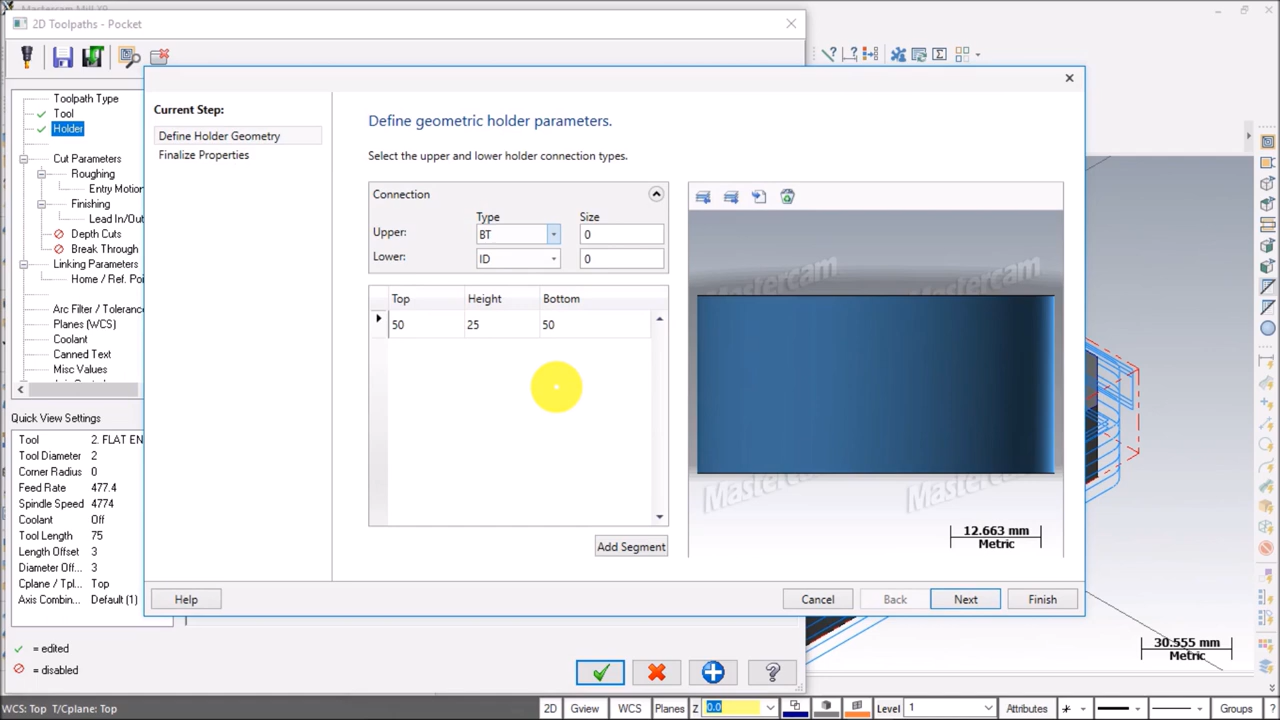 Mastercam Mill X9
2D Toolpaths - Pocket
Toolpath Type
Tool
Holder
Cut Parameters
Roughing
Entry Motion
Finishing
Lead In/Out
Depth Cuts
Break Through
Linking Parameters
Home / Ref. Poi
Arc Filter / Toleranc
Planes (WCS)
Coolant
Canned Text
Misc Values
Quick View Settings
Tool 2. FLAT EN
Tool Diameter 2
Corner Radius 0
Feed Rate 477.4
Spindle Speed 4774
Coolant Off
Tool Length 75
Length Offset 3
Diameter Off... 3
Cplane / Tpl... Top
Axis Combin... Default (1)
= edited
= disabled
Current Step:
Define Holder Geometry
Finalize Properties
Define geometric holder parameters.
Select the upper and lower holder connection types.
Connection
Type Size
Upper: BT 0
Lower: ID 0
Top Height Bottom
50 25 50
Add Segment
Mastercam
Mastercam
Mastercam
Mastercam
12.663 mm
Metric
Help Cancel Back Next Finish
30.555 mm
Metric
WCS: Top T/Cplane: Top 2D Gview WCS Planes Z 0.0 Level 1 Attributes Groups ?